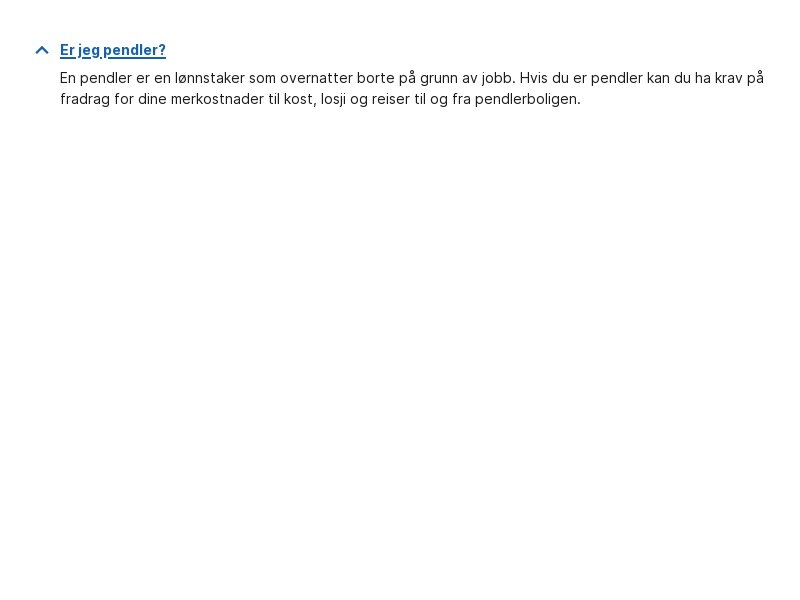 Er jeg pendler?
En pendler er en lønnstaker som overnatter borte på grunn av jobb. Hvis du er pendler kan du ha krav på
fradrag for dine merkostnader til kost, losji og reiser til og fra pendlerboligen.